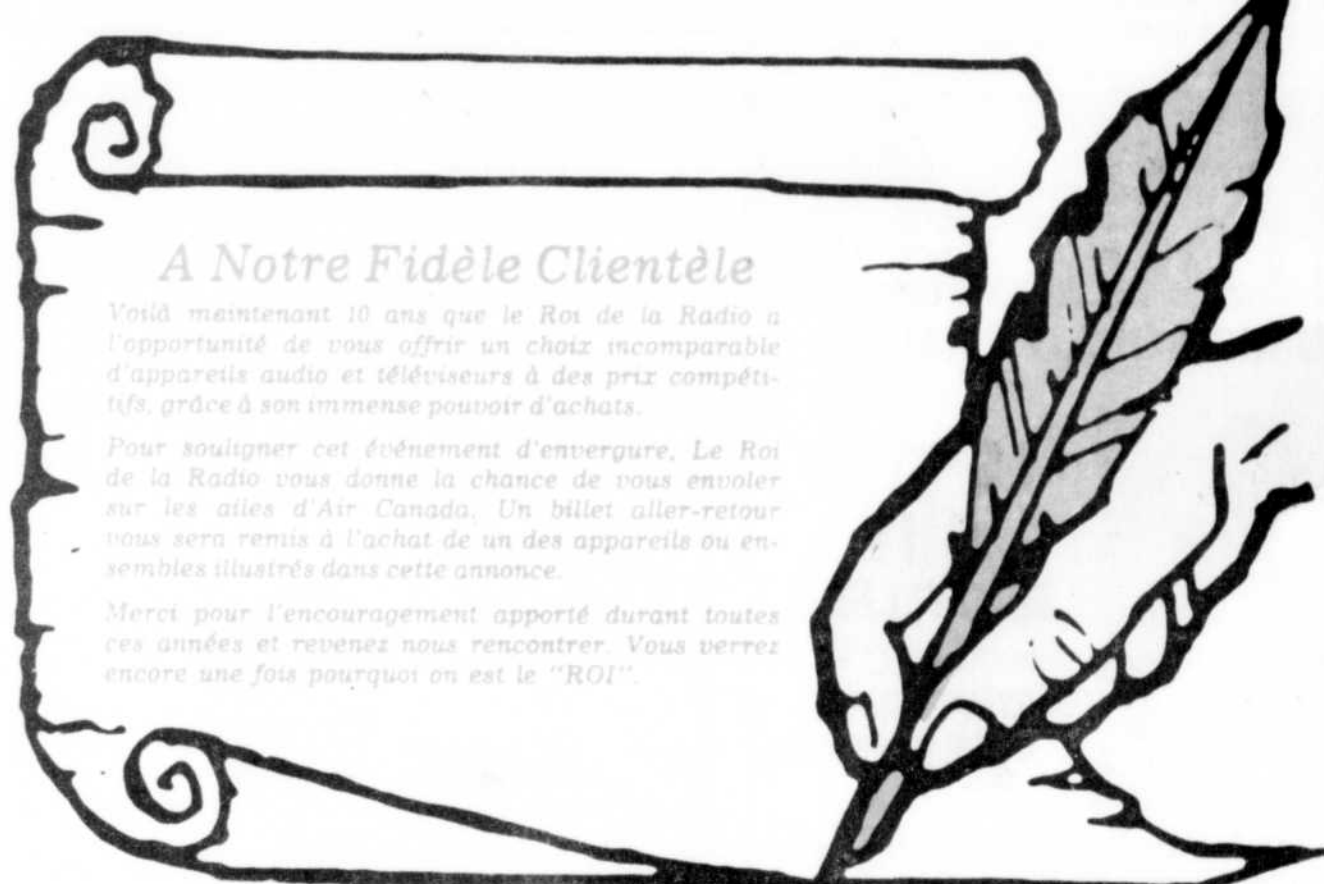 A Notre Fidèle Clientèle
Voilà maintenant 10 ans que le Roi de la Radio a
l'opportunité de vous offrir un choix incomparable
d'appareils audio et téléviseurs à des prix compéti-
tifs, grâce à son immense pouvoir d'achats.
Pour souligner cet événement d'envergure, Le Roi
de la Radio vous donne la chance de vous envoler
sur les ailes d'Air Canada. Un billet aller-retour
vous sera remis à l'achat de un des appareils ou en-
sembles illustrés dans cette annonce.
Merci pour l'encouragement apporté durant toutes
ces années et revenez nous rencontrer. Vous verrez
encore une fois pourquoi on est le "ROI".